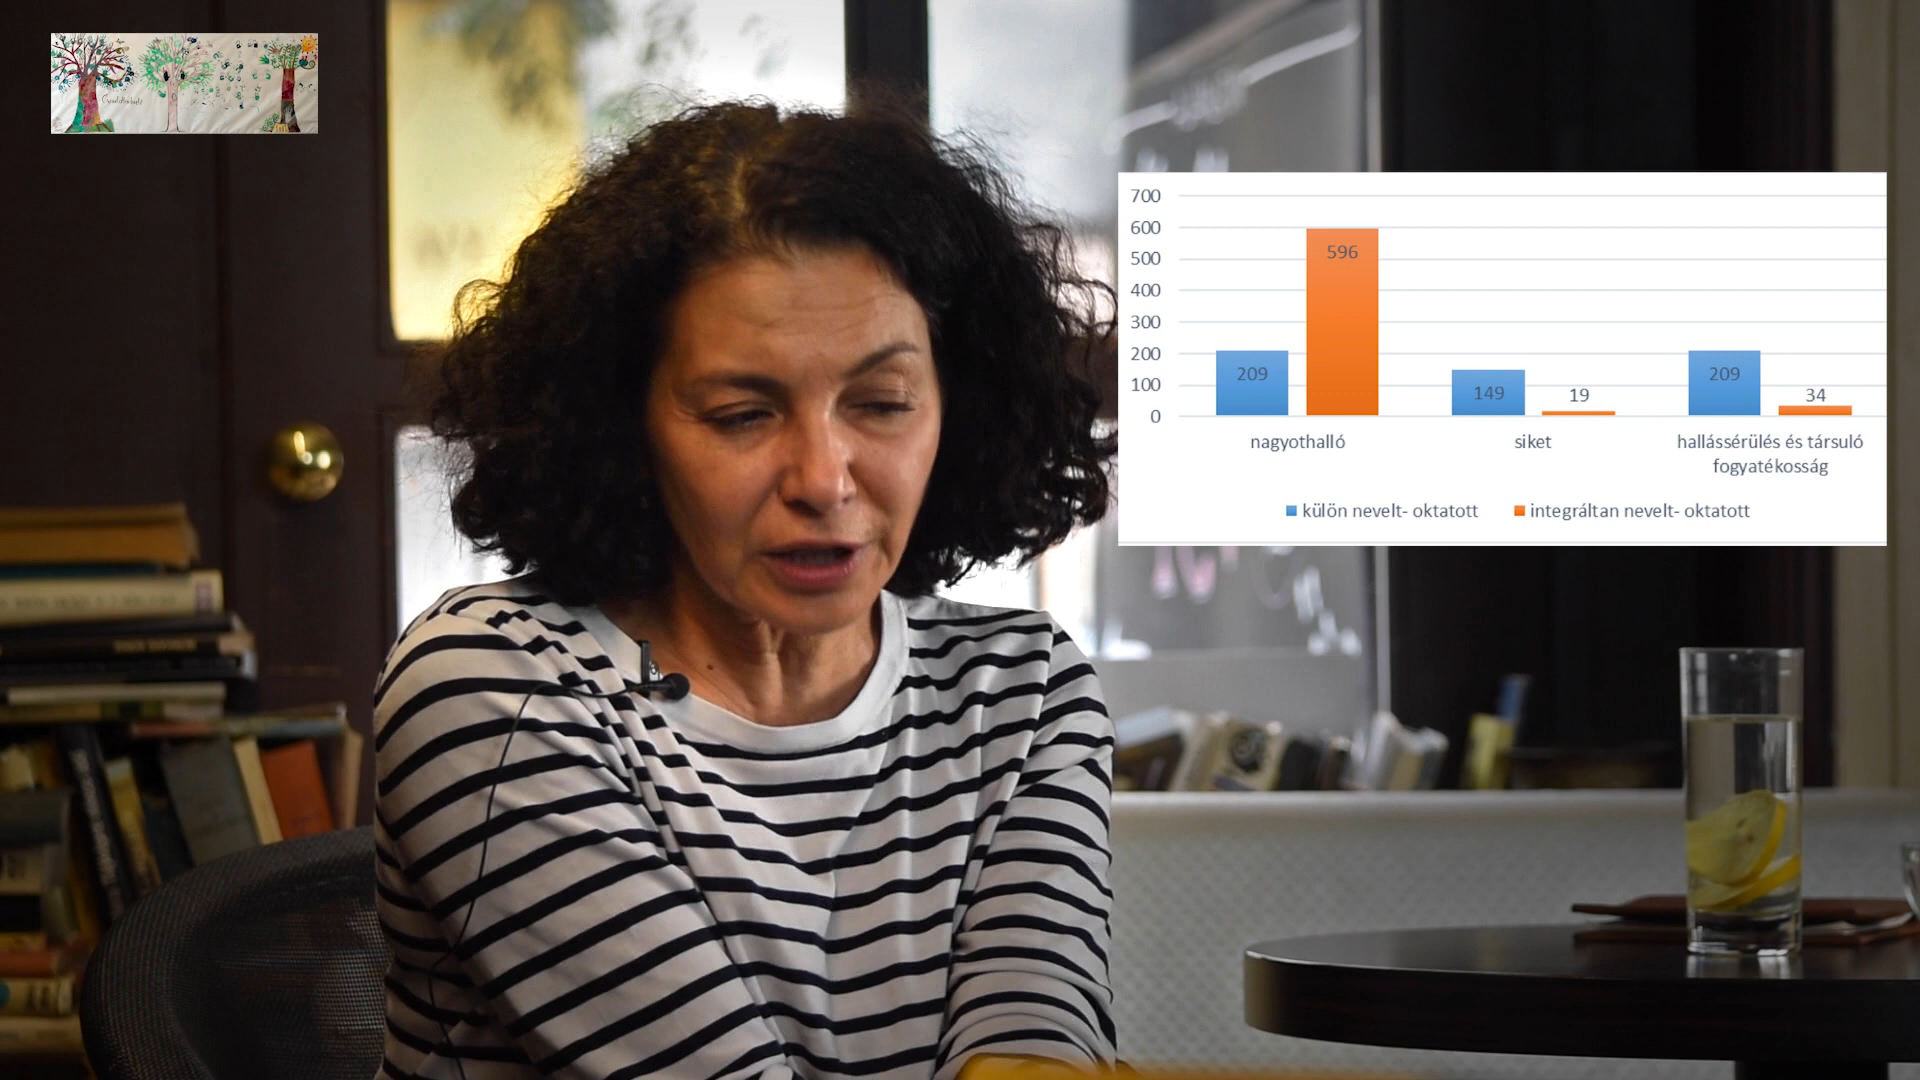 700
600
500
400
300
200
100
0
209
596
149
19
209
34
nagyothalló
siket
hallássérülés és társuló
fogyatékosság
külön nevelt- oktatott
integráltan nevelt- oktatott